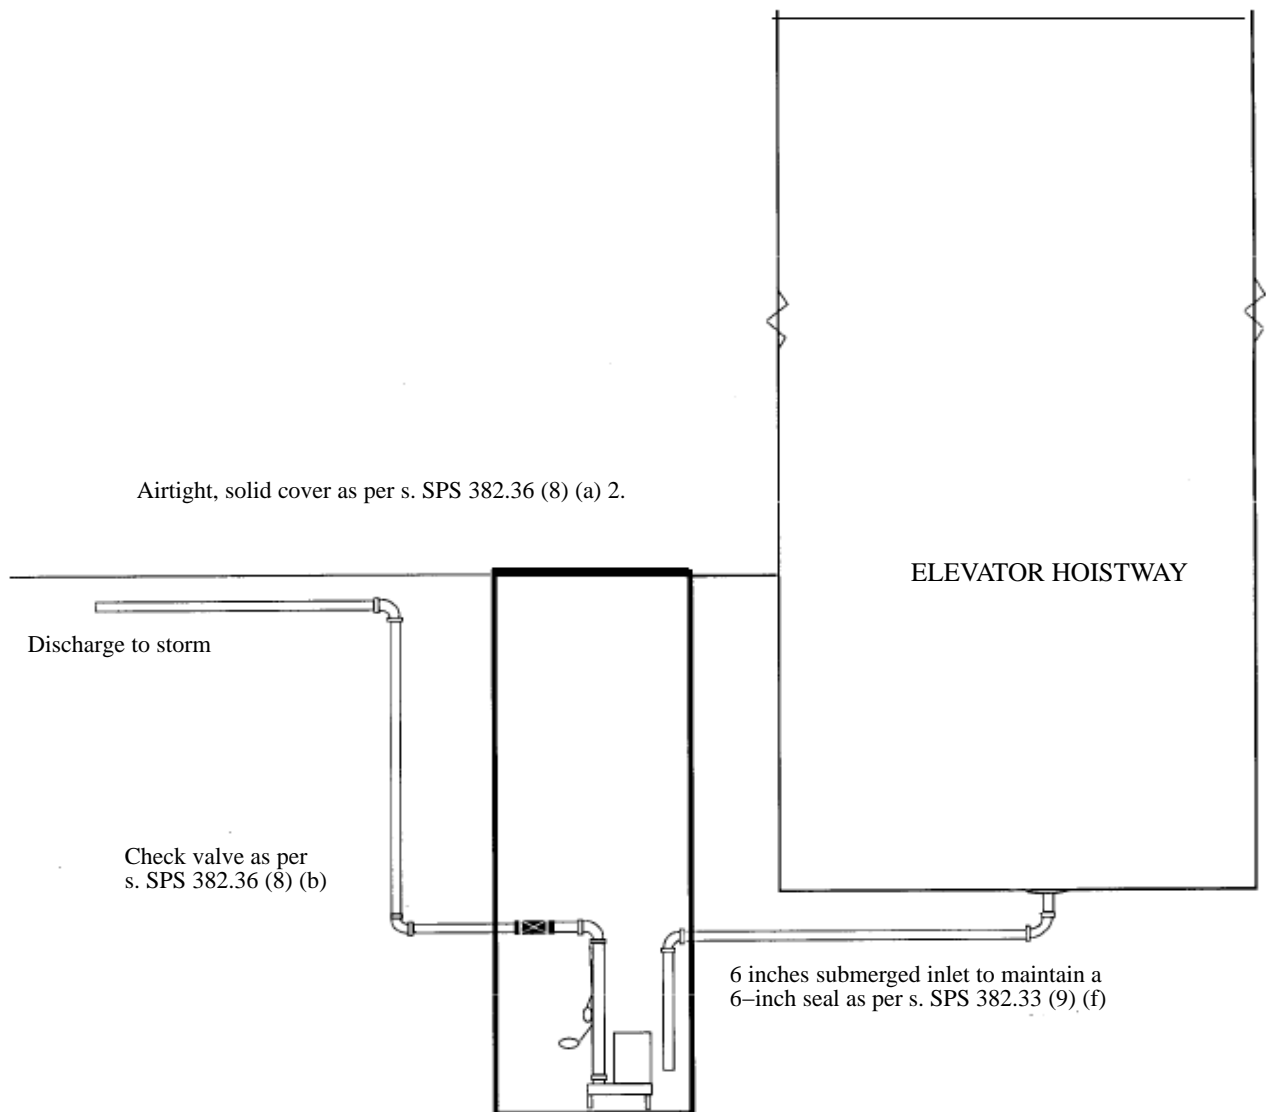 Airtight, solid cover as per s. SPS 382.36 (8) (a) 2.
ELEVATOR HOISTWAY
Discharge to storm
Check valve as per
s. SPS 382.36 (8) (b)
6 inches submerged inlet to maintain a
6−inch seal as per s. SPS 382.33 (9) (f)